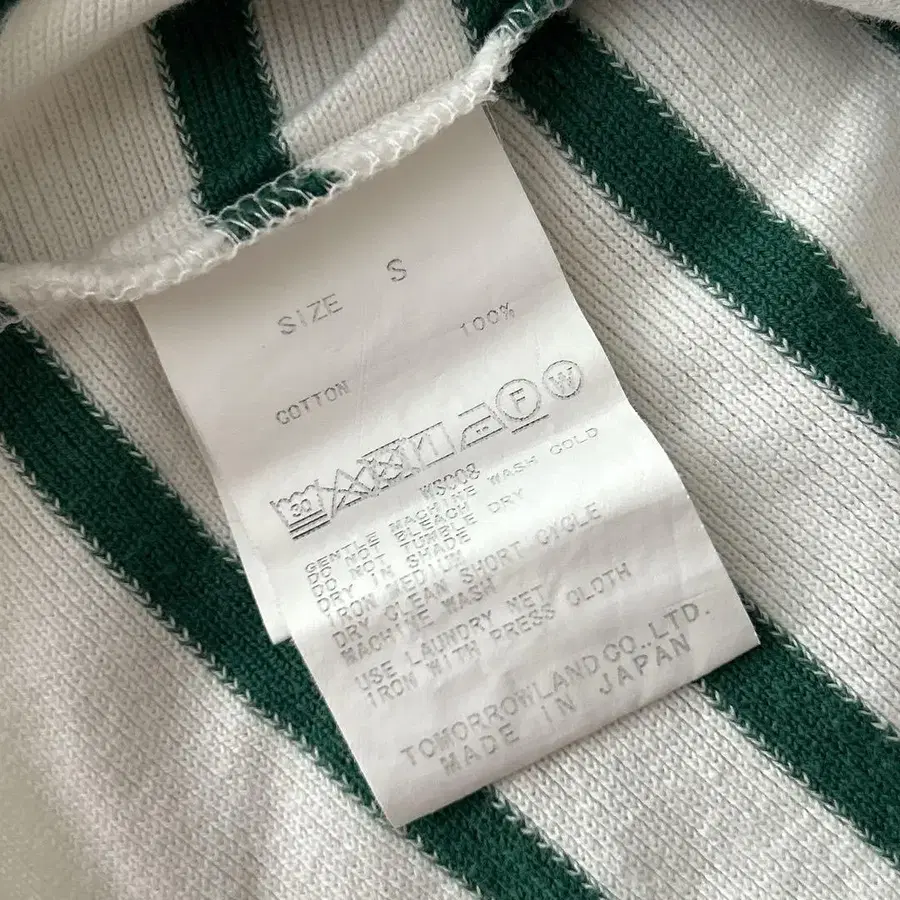 SIZE S
COTTON 100%
30 F W
WS008
GENTLE MACHINE WASH COLD
DO NOT BLEACH
DO NOT TUMBLE DRY
DRY IN SHADE
IRON MEDIUM
DRY CLEAN SHORT CYCLE
MACHINE WASH
USE LAUNDRY NET
IRON WITH PRESS CLOTH
TOMORROWLAND CO., LTD.
MADE IN JAPAN